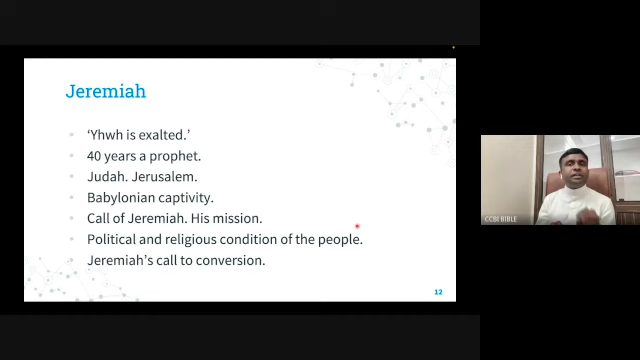 Jeremiah
‘Yhwh is exalted.’
40 years a prophet.
Judah. Jerusalem.
Babylonian captivity.
Call of Jeremiah. His mission.
Political and religious condition of the people.
Jeremiah’s call to conversion.
12
CCBI BIBLE